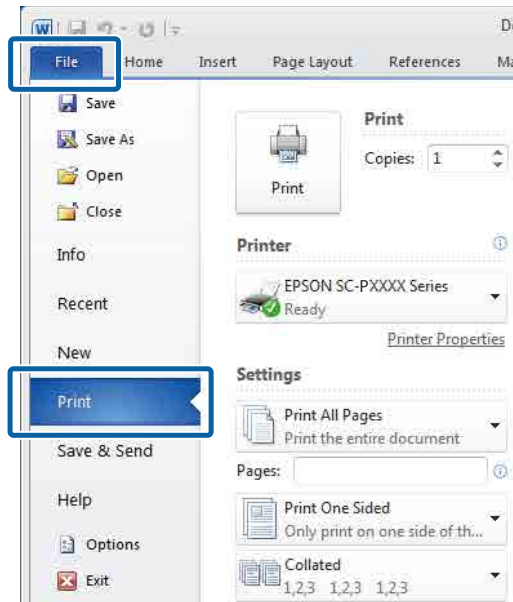 W
De
File Home Insert Page Layout References Ma
Save
Save As
Open
Close
Info
Recent
New
Print
Save & Send
Help
Options
Exit
Print
Print
Copies: 1
Printer
EPSON SC-PXXXX Series
Ready
Printer Properties
Settings
Print All Pages
Print the entire document
Pages:
Print One Sided
Only print on one side of th...
Collated
1,2,3 1,2,3 1,2,3